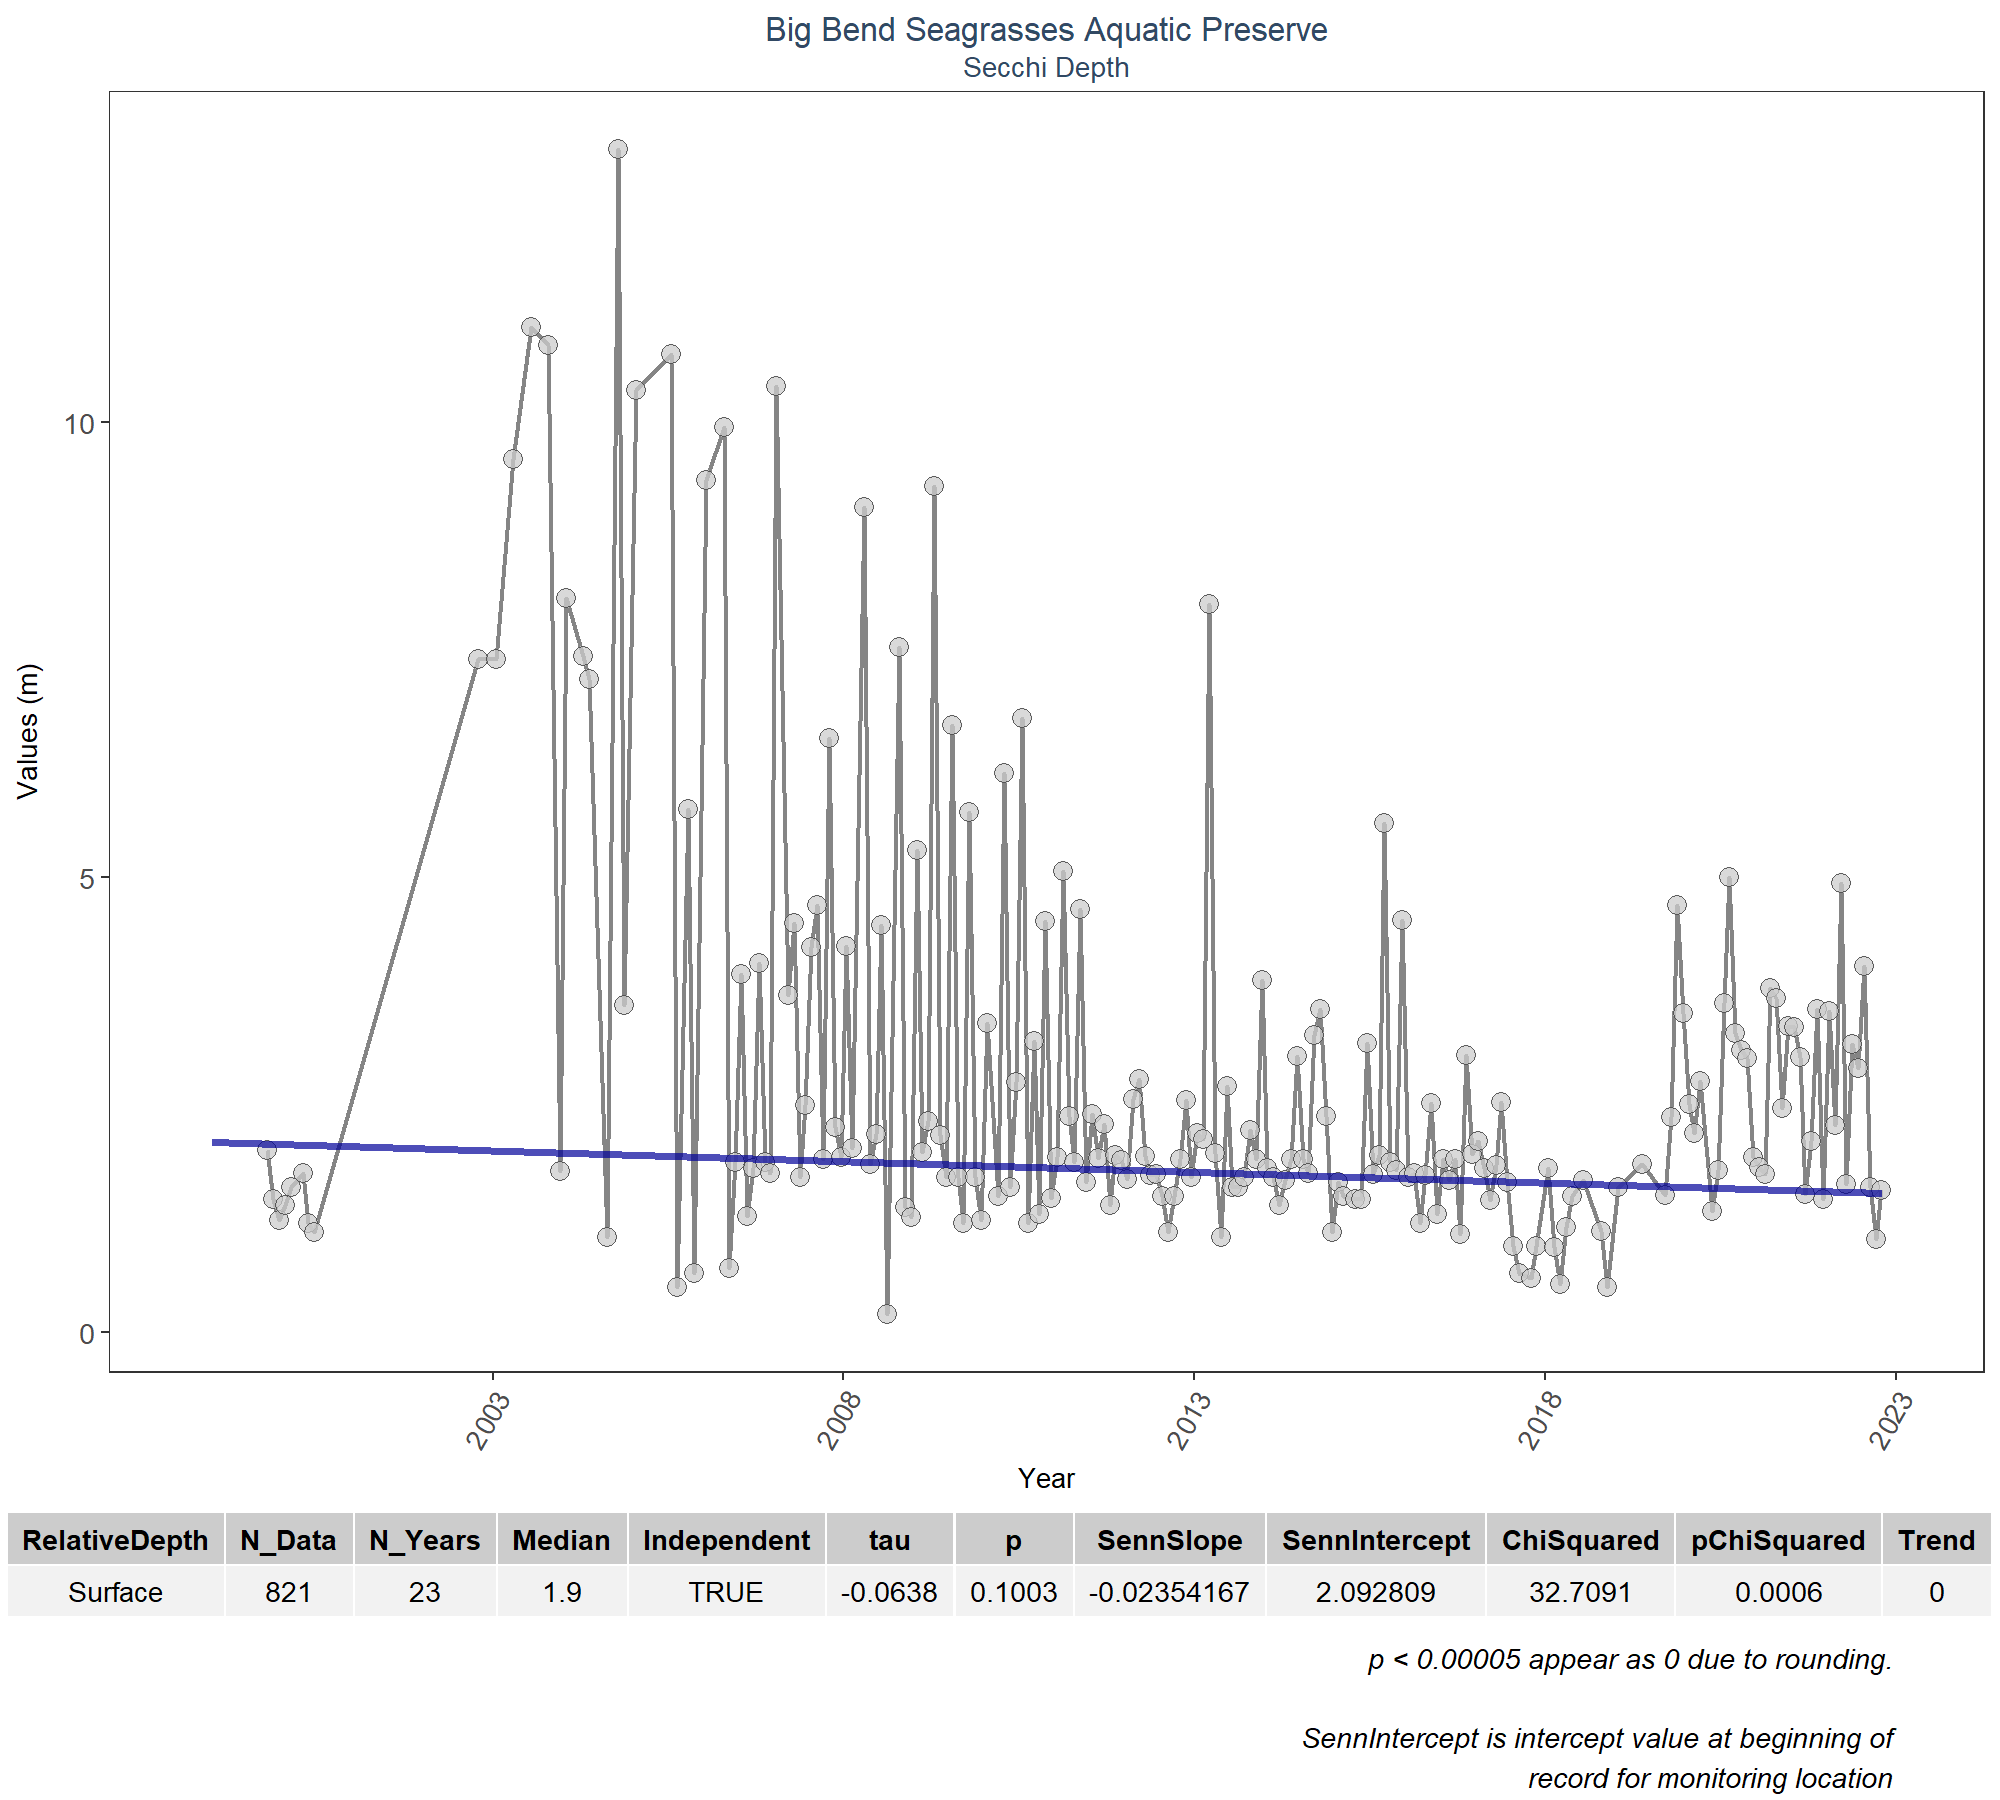 Big Bend Seagrasses Aquatic Preserve
Secchi Depth
Values (m)
10
5
0
2003 2008 2013 2018 2023
Year
RelativeDepth N_Data N_Years Median Independent tau p SennSlope SennIntercept ChiSquared pChiSquared Trend
Surface 821 23 1.9 TRUE -0.0638 0.1003 -0.02354167 2.092809 32.7091 0.0006 0
p < 0.00005 appear as 0 due to rounding.
SennIntercept is intercept value at beginning of
record for monitoring location